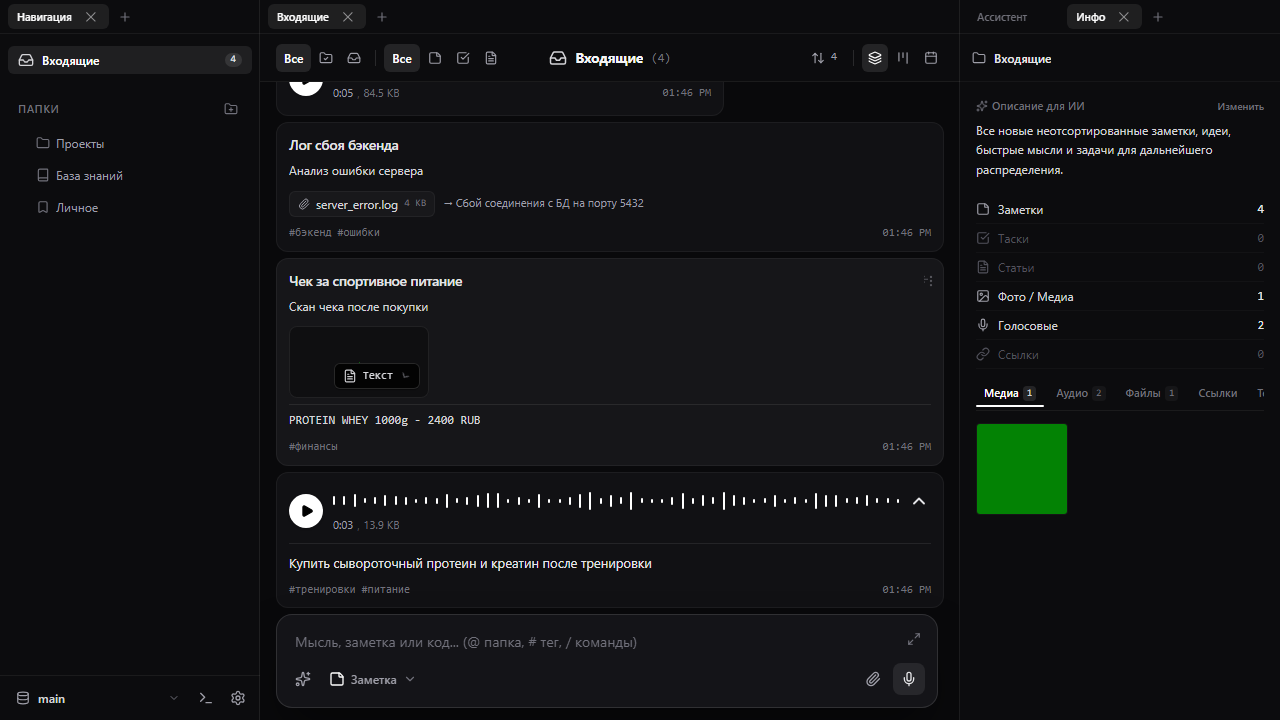 Навигация
Входящие 4
ПАПКИ
Проекты
База знаний
Личное
main
Входящие
Все
Все
Входящие (4)
4
0:05 , 84.5 KB 01:46 PM
Лог сбоя бэкенда
Анализ ошибки сервера
server_error.log 4 KB → Сбой соединения с БД на порту 5432
#бэкенд #ошибки 01:46 PM
Чек за спортивное питание
Скан чека после покупки
Текст
PROTEIN WHEY 1000g - 2400 RUB
#финансы 01:46 PM
0:03 , 13.9 KB
Купить сывороточный протеин и креатин после тренировки
#тренировки #питание 01:46 PM
Мысль, заметка или код... (@ папка, # тег, / команды)
Заметка
Ассистент Инфо
Входящие
Описание для ИИ Изменить
Все новые неотсортированные заметки, идеи,
быстрые мысли и задачи для дальнейшего
распределения.
Заметки 4
Таски 0
Статьи 0
Фото / Медиа 1
Голосовые 2
Ссылки 0
Медиа 1 Аудио 2 Файлы 1 Ссылки